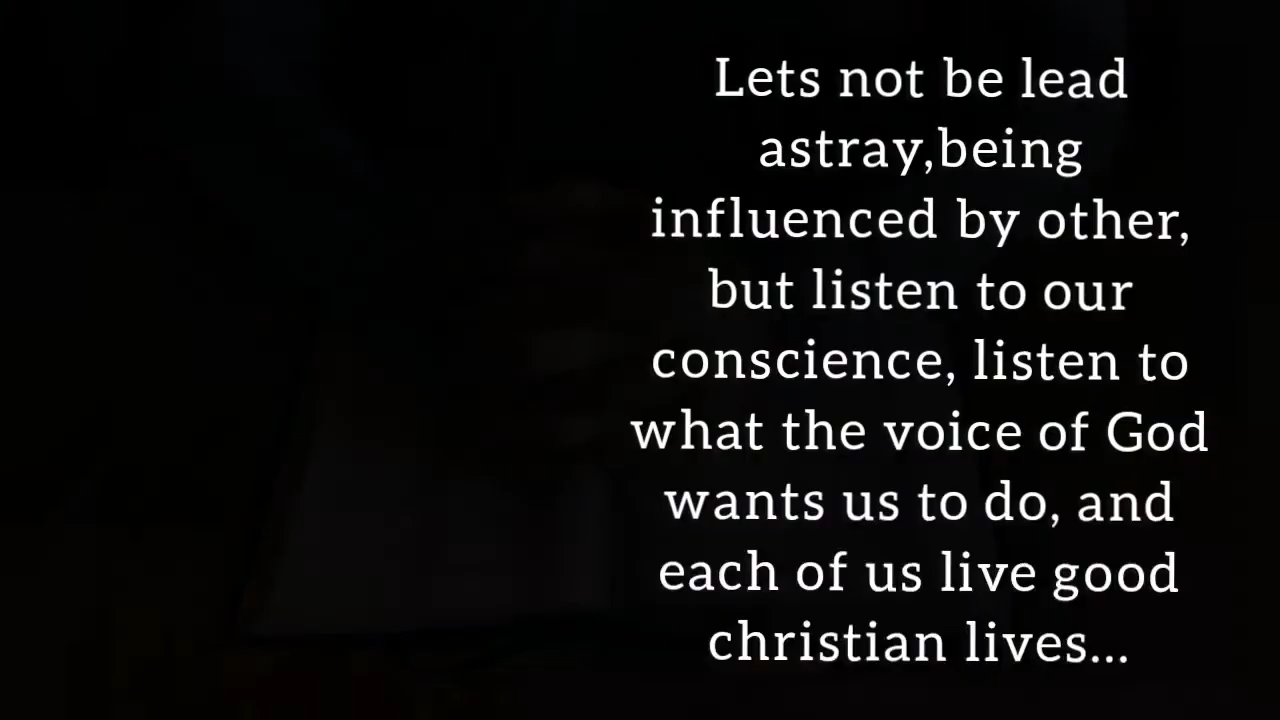 Lets not be lead
astray,being
influenced by other,
but listen to our
conscience, listen to
what the voice of God
wants us to do, and
each of us live good
christian lives...